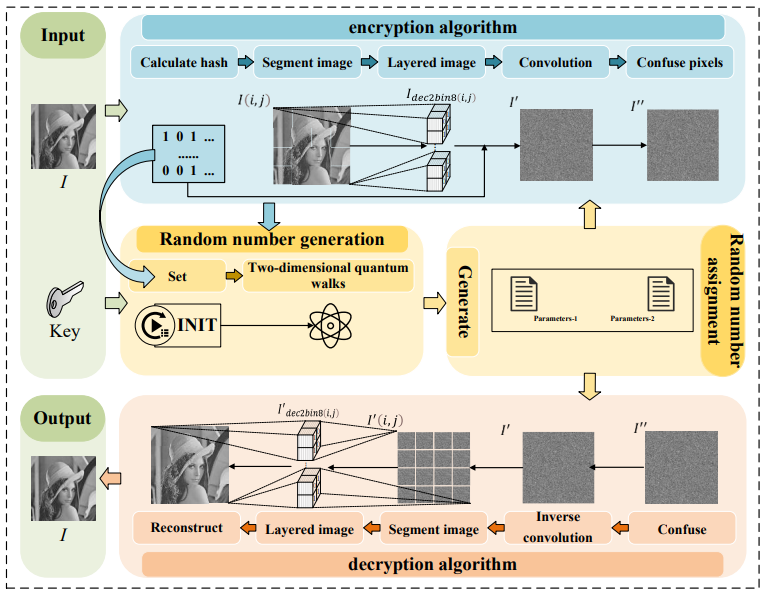 Input
encryption algorithm
Calculate hash
Segment image
Layered image
Convolution
Confuse pixels
I
I(i,j)
I_{dec2bin8(i,j)}
I'
I''
1 0 1 ...
......
0 0 1 ...
Random number generation
Set
Two-dimensional quantum
walks
Key
INIT
Generate
Parameters-1
Parameters-2
Random number
assignment
Output
I
I'_{dec2bin8(i,j)}
I'(i,j)
I'
I''
Reconstruct
Layered image
Segment image
Inverse
convolution
Confuse
decryption algorithm